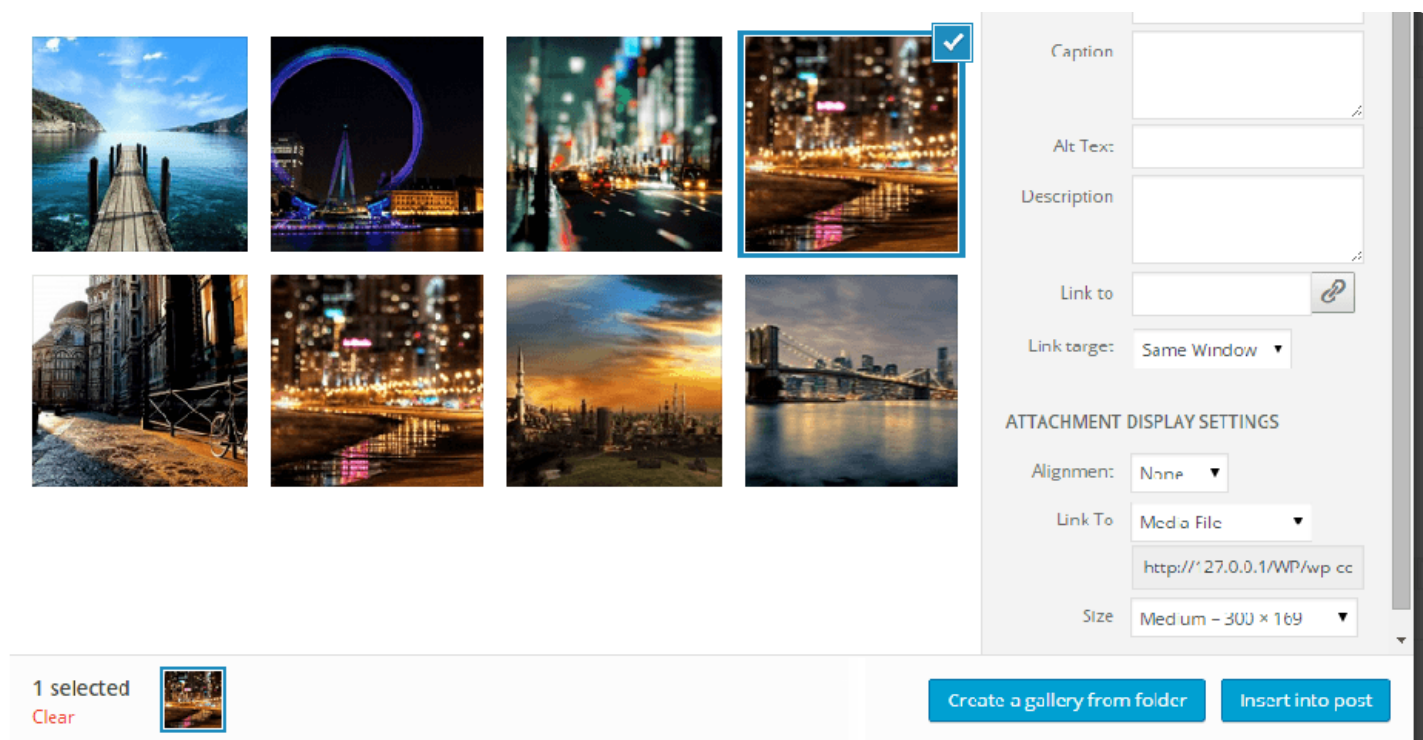 Caption
Alt Text
Description
Link to
Link target
Same Window
ATTACHMENT DISPLAY SETTINGS
Alignment
None
Link To
Media File
http://127.0.0.1/WP/wp-cc
Size
Medium – 300 × 169
1 selected
Clear
Create a gallery from folder
Insert into post